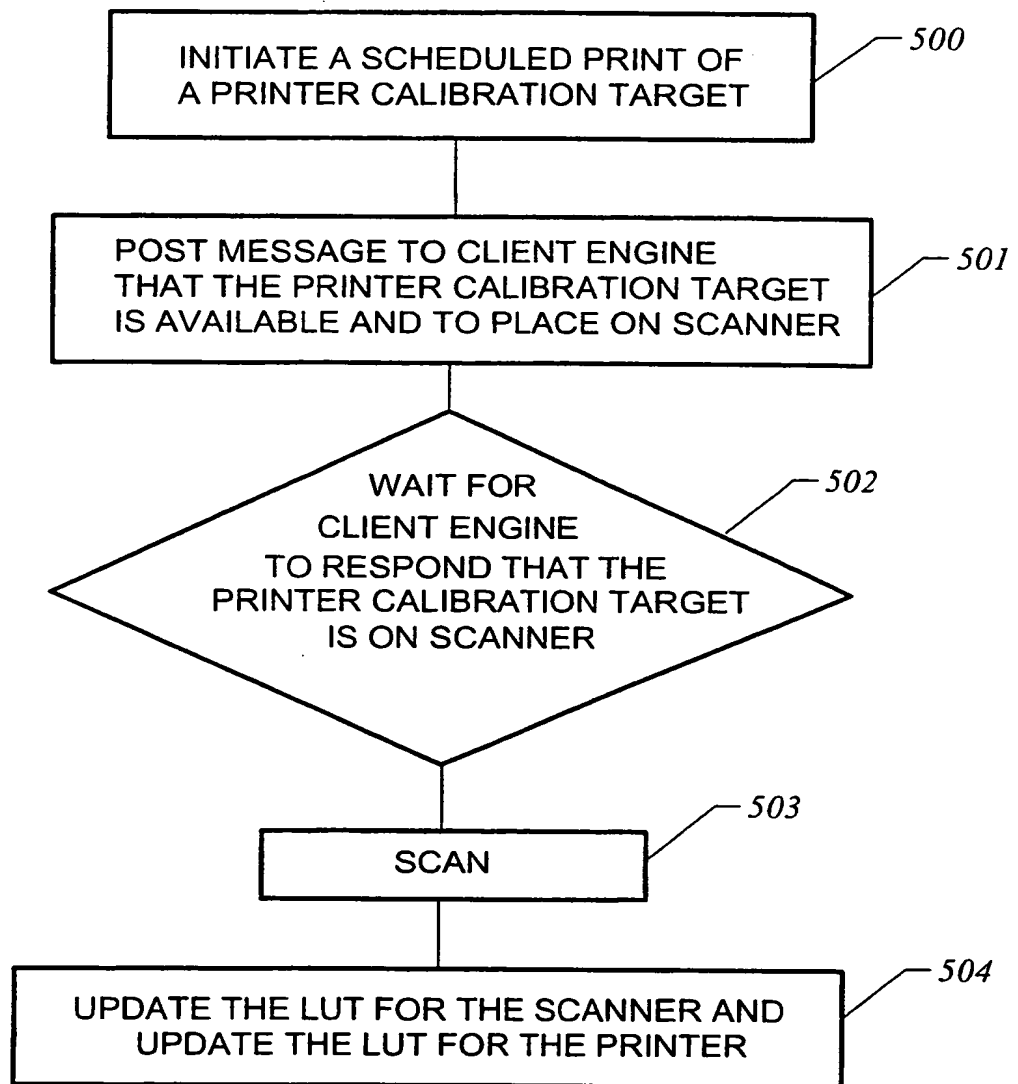 INITIATE A SCHEDULED PRINT OF
A PRINTER CALIBRATION TARGET
500
POST MESSAGE TO CLIENT ENGINE
THAT THE PRINTER CALIBRATION TARGET
IS AVAILABLE AND TO PLACE ON SCANNER
501
WAIT FOR
CLIENT ENGINE
TO RESPOND THAT THE
PRINTER CALIBRATION TARGET
IS ON SCANNER
502
SCAN
503
UPDATE THE LUT FOR THE SCANNER AND
UPDATE THE LUT FOR THE PRINTER
504